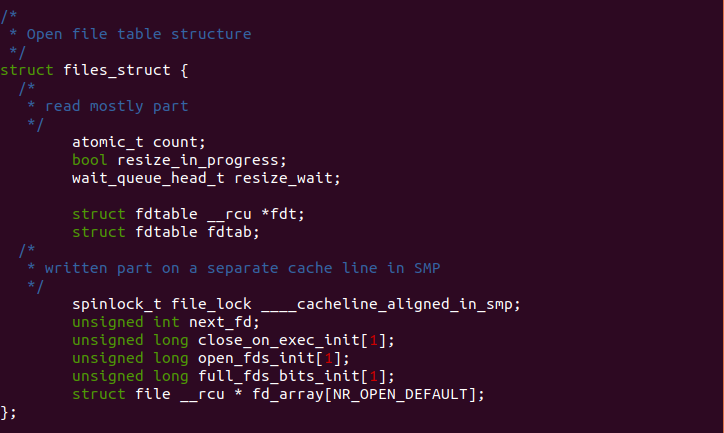 /*
 * Open file table structure
 */
struct files_struct {
  /*
   * read mostly part
   */
        atomic_t count;
        bool resize_in_progress;
        wait_queue_head_t resize_wait;

        struct fdtable __rcu *fdt;
        struct fdtable fdtab;
  /*
   * written part on a separate cache line in SMP
   */
        spinlock_t file_lock ____cacheline_aligned_in_smp;
        unsigned int next_fd;
        unsigned long close_on_exec_init[1];
        unsigned long open_fds_init[1];
        unsigned long full_fds_bits_init[1];
        struct file __rcu * fd_array[NR_OPEN_DEFAULT];
};